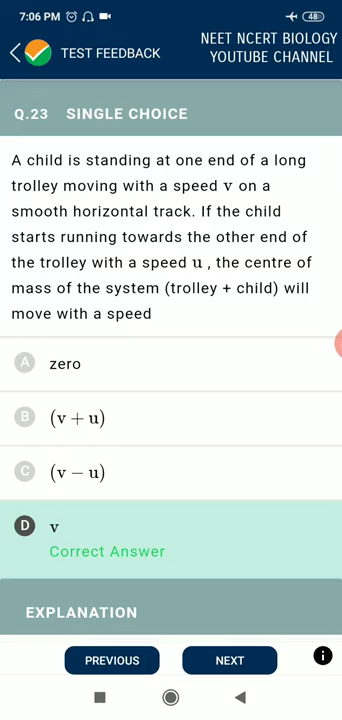 7:06 PM
48
TEST FEEDBACK
NEET NCERT BIOLOGY
YOUTUBE CHANNEL
Q.23 SINGLE CHOICE
A child is standing at one end of a long
trolley moving with a speed v on a
smooth horizontal track. If the child
starts running towards the other end of
the trolley with a speed u , the centre of
mass of the system (trolley + child) will
move with a speed
A zero
B (v + u)
C (v − u)
D v
Correct Answer
EXPLANATION
PREVIOUS
NEXT